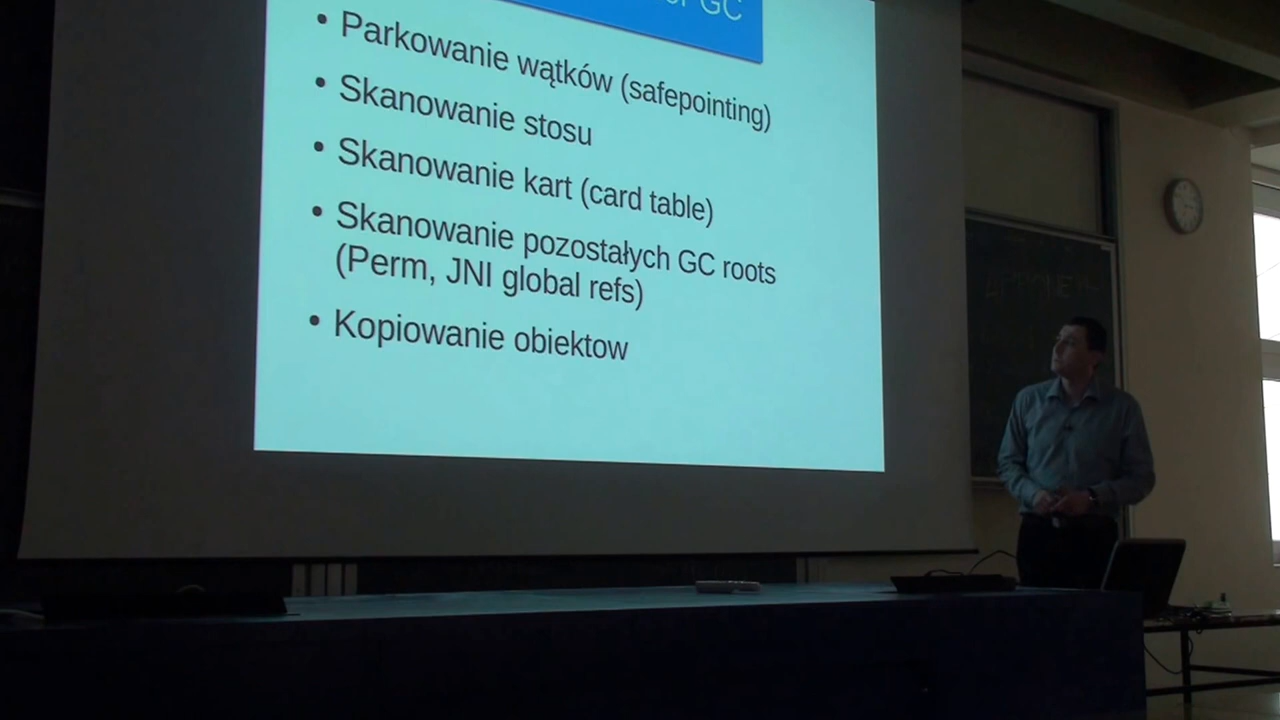 GC
• Parkowanie wątków (safepointing)
• Skanowanie stosu
• Skanowanie kart (card table)
• Skanowanie pozostałych GC roots
(Perm, JNI global refs)
• Kopiowanie obiektow